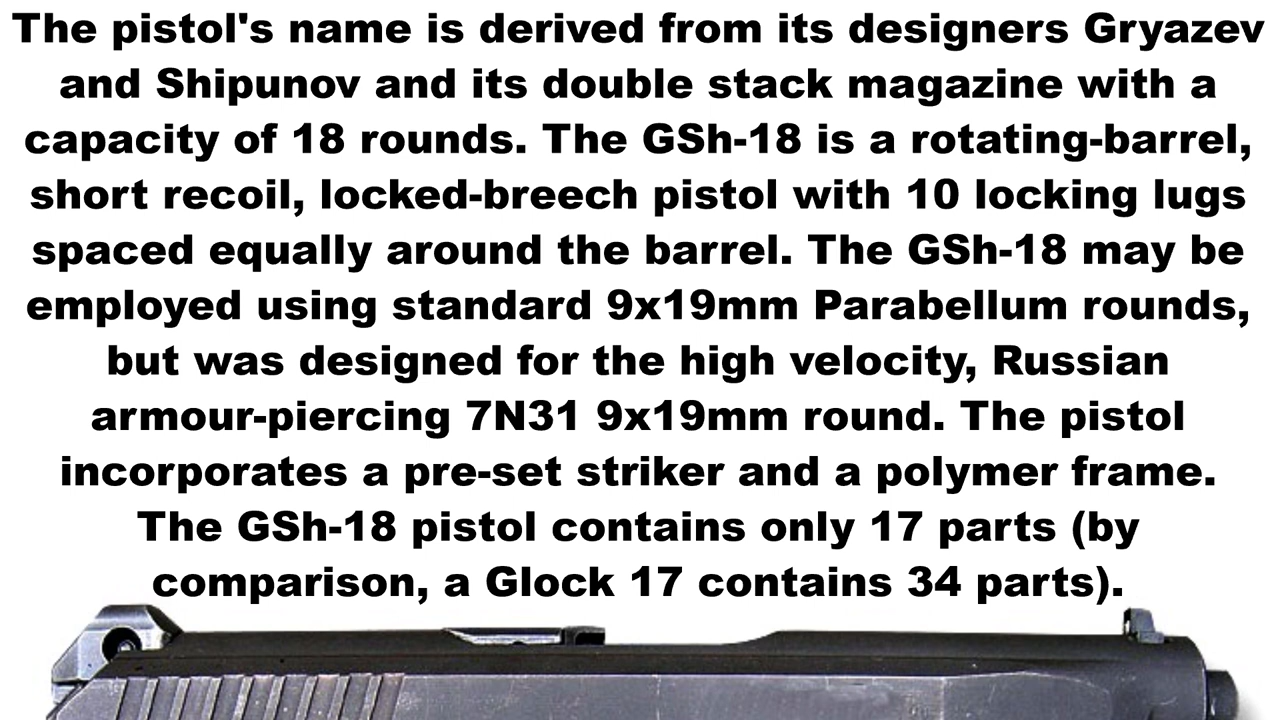 The pistol's name is derived from its designers Gryazev
and Shipunov and its double stack magazine with a
capacity of 18 rounds. The GSh-18 is a rotating-barrel,
short recoil, locked-breech pistol with 10 locking lugs
spaced equally around the barrel. The GSh-18 may be
employed using standard 9x19mm Parabellum rounds,
but was designed for the high velocity, Russian
armour-piercing 7N31 9x19mm round. The pistol
incorporates a pre-set striker and a polymer frame.
The GSh-18 pistol contains only 17 parts (by
comparison, a Glock 17 contains 34 parts).